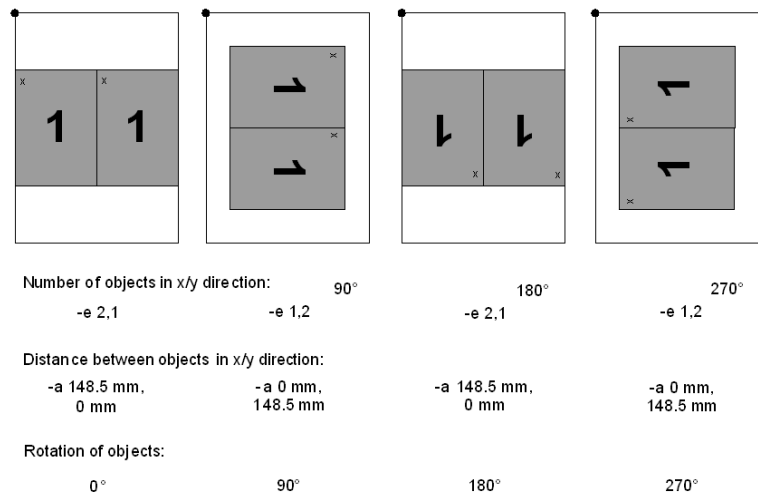 x x x x
1 1 1 1 1 1 1 1
x x x x
Number of objects in x/y direction: 90° 180° 270°
-e 2,1 -e 1,2 -e 2,1 -e 1,2
Distance between objects in x/y direction:
-a 148.5 mm, -a 0 mm, -a 148.5 mm, -a 0 mm,
0 mm 148.5 mm 0 mm 148.5 mm
Rotation of objects:
0° 90° 180° 270°